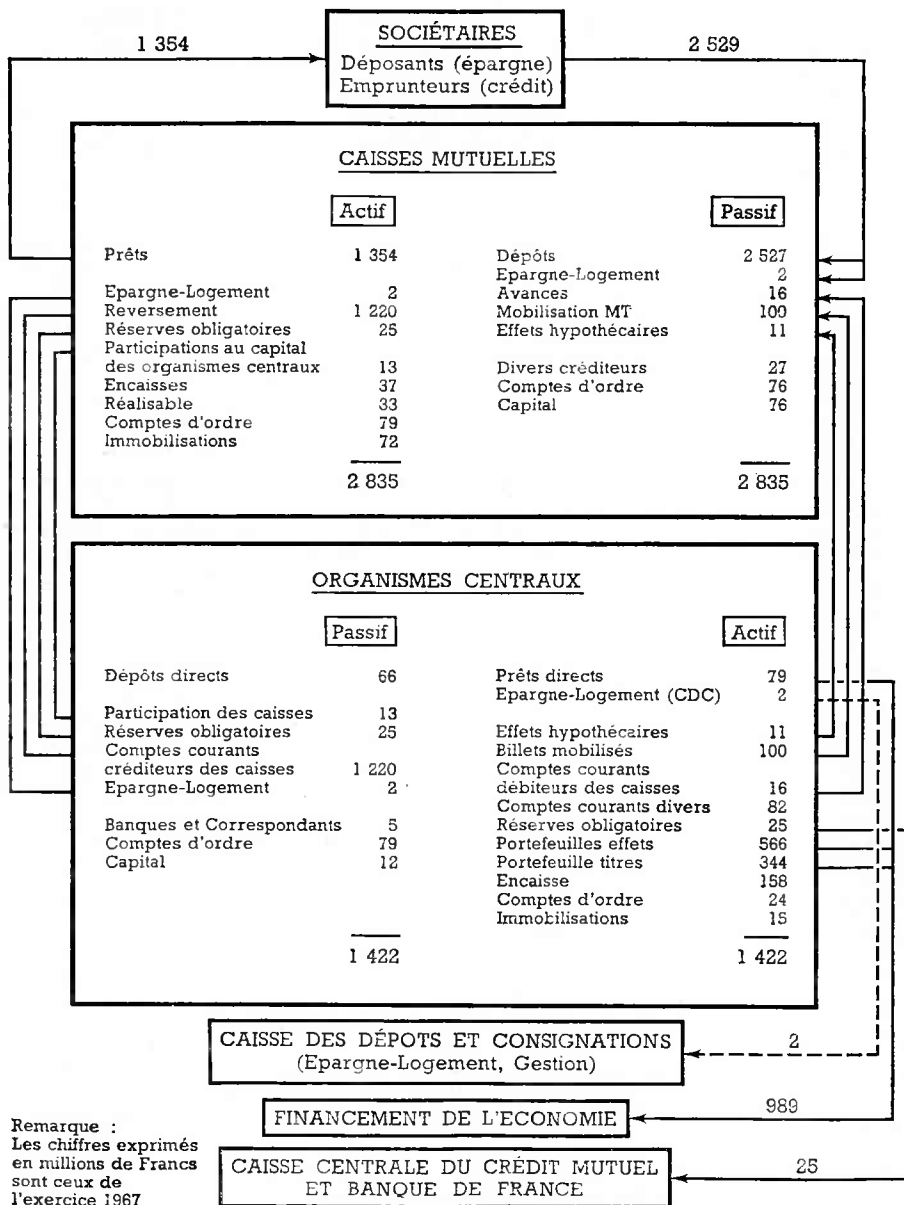 1 354
SOCIÉTAIRES
Déposants (épargne)
Emprunteurs (crédit)
2 529
CAISSES MUTUELLES
Actif
Prêts 1 354
Epargne-Logement 2
Reversement 1 220
Réserves obligatoires 25
Participations au capital
des organismes centraux 13
Encaisses 37
Réalisable 33
Comptes d'ordre 79
Immobilisations 72
2 835
Passif
Dépôts 2 527
Epargne-Logement 2
Avances 16
Mobilisation MT 100
Effets hypothécaires 11
Divers créditeurs 27
Comptes d'ordre 76
Capital 76
2 835
ORGANISMES CENTRAUX
Passif
Dépôts directs 66
Participation des caisses 13
Réserves obligatoires 25
Comptes courants
créditeurs des caisses 1 220
Epargne-Logement 2
Banques et Correspondants 5
Comptes d'ordre 79
Capital 12
1 422
Actif
Prêts directs 79
Epargne-Logement (CDC) 2
Effets hypothécaires 11
Billets mobilisés 100
Comptes courants
débiteurs des caisses 16
Comptes courants divers 82
Réserves obligatoires 25
Portefeuilles effets 566
Portefeuille titres 344
Encaisse 158
Comptes d'ordre 24
Immobilisations 15
1 422
CAISSE DES DÉPOTS ET CONSIGNATIONS
(Epargne-Logement, Gestion)
2
FINANCEMENT DE L'ECONOMIE
989
CAISSE CENTRALE DU CRÉDIT MUTUEL
ET BANQUE DE FRANCE
25
Remarque :
Les chiffres exprimés
en millions de Francs
sont ceux de
l'exercice 1967